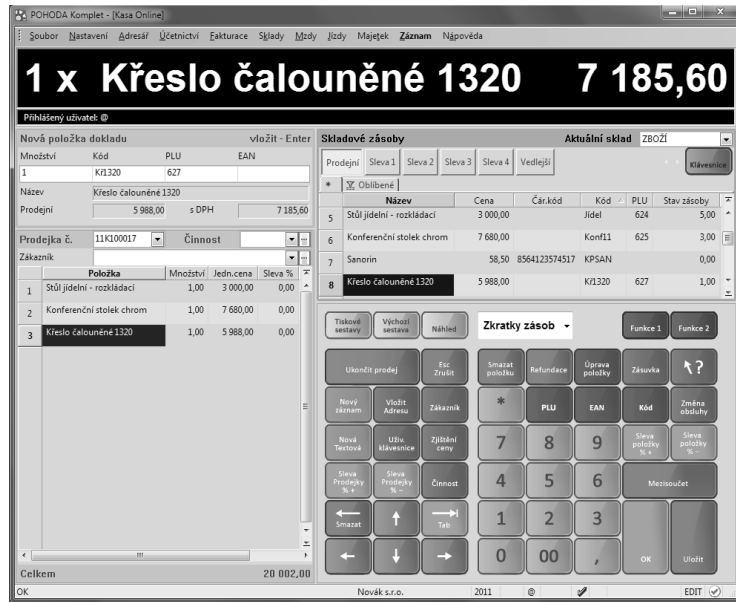 POHODA Komplet - [Kasa Online]
Soubor Nastavení Adresář Účetnictví Fakturace Sklady Mzdy Jízdy Majetek Záznam Nápověda
1 x Křeslo čalouněné 1320 7 185,60
Přihlášený uživatel: @
Nová položka dokladu vložit - Enter
Množství Kód PLU EAN
1 Kř1320 627
Název Křeslo čalouněné 1320
Prodejní 5 988,00 s DPH 7 185,60
Prodejka č. 11K100017 Činnost
Zákazník
Položka Množství Jedn.cena Sleva %
1 Stůl jídelní - rozkládací 1,00 3 000,00 0,00
2 Konferenční stolek chrom 1,00 7 680,00 0,00
3 Křeslo čalouněné 1320 1,00 5 988,00 0,00
Celkem 20 002,00
Skladové zásoby Aktuální sklad ZBOŽÍ
Prodejní Sleva 1 Sleva 2 Sleva 3 Sleva 4 Vedlejší Klávesnice
* Oblíbené
Název Cena Čár.kód Kód PLU Stav zásoby
5 Stůl jídelní - rozkládací 3 000,00 Jídel 624 5,00
6 Konferenční stolek chrom 7 680,00 Konf11 625 3,00
7 Sanorin 58,50 8564123574517 KPSAN 0,00
8 Křeslo čalouněné 1320 5 988,00 Kř1320 627 1,00
Tiskové sestavy Výchozí sestava Náhled Zkratky zásob Funkce 1 Funkce 2
Ukončit prodej Esc Zrušit Smazat položku Refundace Úprava položky Zásuvka ?
Nový záznam Vložit Adresu Zákazník * PLU EAN Kód Změna obsluhy
Nová Textová Uživ. klávesnice Zjištění ceny 7 8 9 Sleva položky % + Sleva položky % −
Sleva Prodejky % + Sleva Prodejky % − Činnost 4 5 6 Mezisoučet
Smazat Tab 1 2 3
0 00 , OK Uložit
OK Novák s.r.o. 2011 @ EDIT